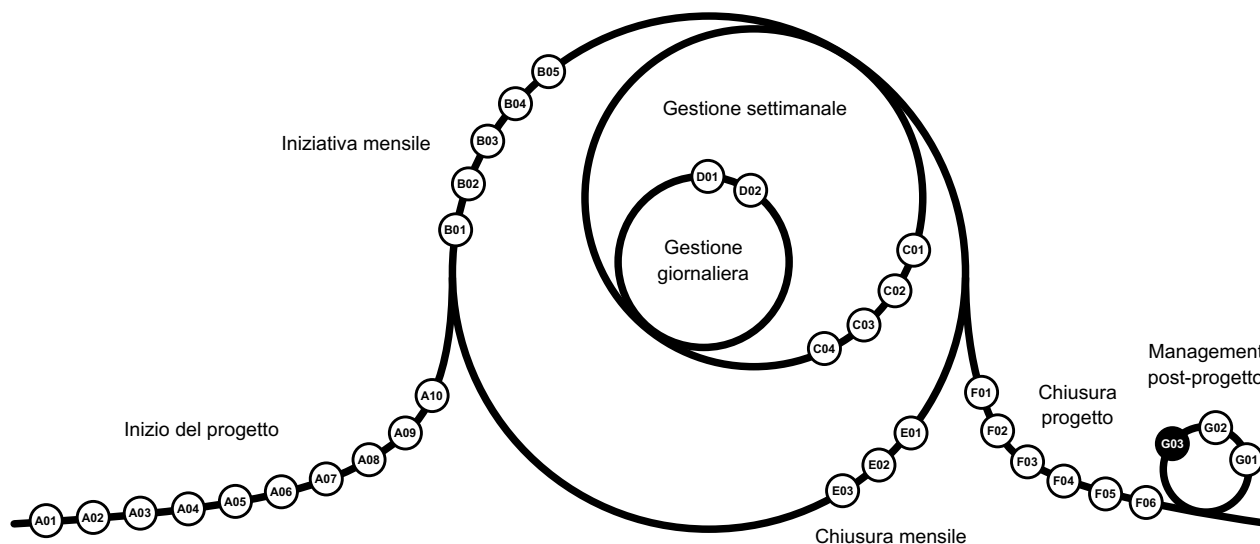 B05
B04
B03
B02
B01
Iniziativa mensile
Gestione settimanale
D01
D02
Gestione
giornaliera
C01
C02
C03
C04
Inizio del progetto
A01
A02
A03
A04
A05
A06
A07
A08
A09
A10
E01
E02
E03
Chiusura mensile
Chiusura
progetto
F01
F02
F03
F04
F05
F06
Management
post-progetto
G03
G02
G01